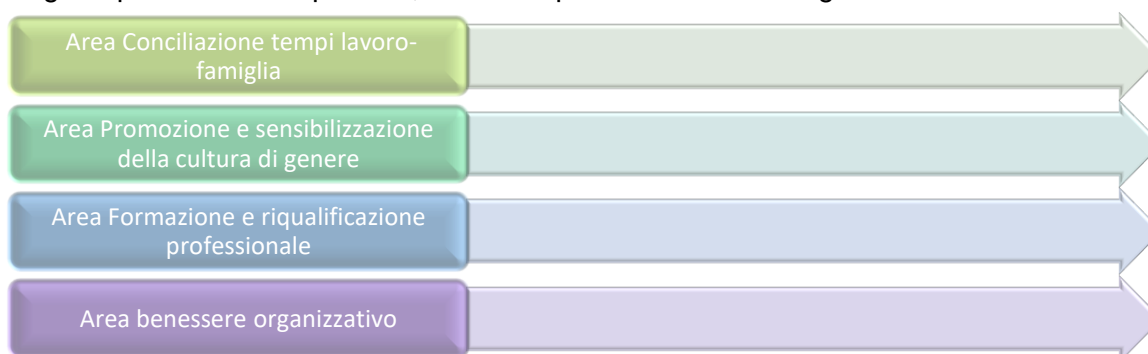 Area Conciliazione tempi lavoro-
famiglia
Area Promozione e sensibilizzazione
della cultura di genere
Area Formazione e riqualificazione
professionale
Area benessere organizzativo